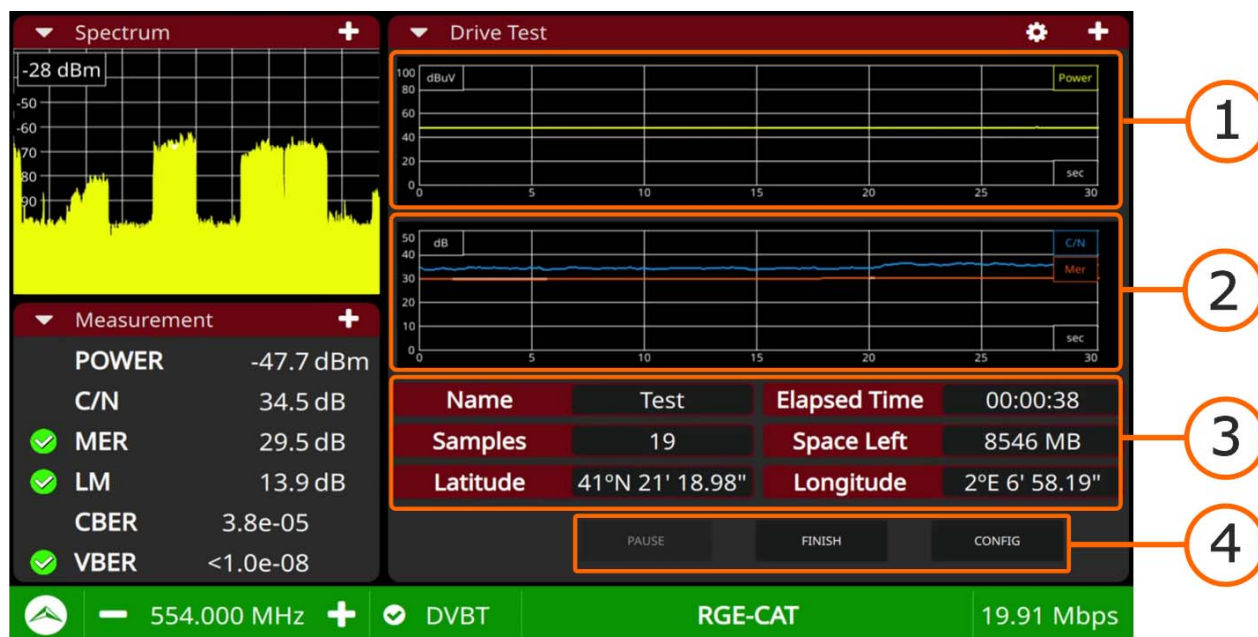 Spectrum
-28 dBm
-50
-60
-70
-80
-90
Measurement
POWER -47.7 dBm
C/N 34.5 dB
MER 29.5 dB
LM 13.9 dB
CBER 3.8e-05
VBER <1.0e-08
Drive Test
100 dBuV Power
80
60
40
20 sec
0
0 5 10 15 20 25 30
50 dB C/N
40
Mer
30
20
10 sec
0
0 5 10 15 20 25 30
Name Test Elapsed Time 00:00:38
Samples 19 Space Left 8546 MB
Latitude 41ºN 21' 18.98" Longitude 2ºE 6' 58.19"
PAUSE FINISH CONFIG
1
2
3
4
554.000 MHz DVBT RGE-CAT 19.91 Mbps